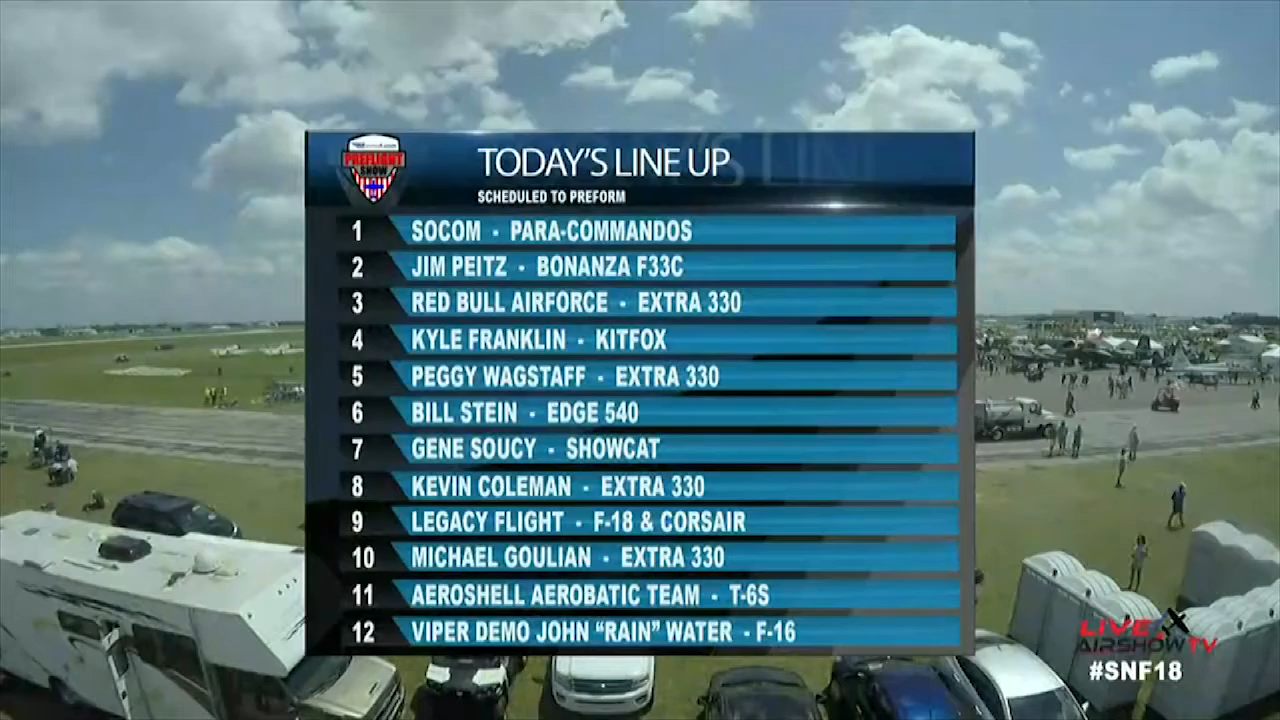 PREFLIGHT
SHOW
TODAY'S LINE UP
SCHEDULED TO PREFORM
1 SOCOM - PARA-COMMANDOS
2 JIM PEITZ - BONANZA F33C
3 RED BULL AIRFORCE - EXTRA 330
4 KYLE FRANKLIN - KITFOX
5 PEGGY WAGSTAFF - EXTRA 330
6 BILL STEIN - EDGE 540
7 GENE SOUCY - SHOWCAT
8 KEVIN COLEMAN - EXTRA 330
9 LEGACY FLIGHT - F-18 & CORSAIR
10 MICHAEL GOULIAN - EXTRA 330
11 AEROSHELL AEROBATIC TEAM - T-6S
12 VIPER DEMO JOHN “RAIN” WATER - F-16
LIVE
AIRSHOW TV
#SNF18